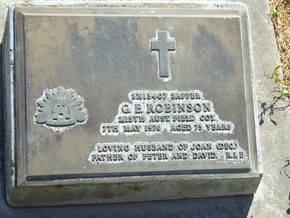 SAPPER
G. E. ROBINSON
AUST FIELD COY
7TH MAY 1976 AGED 75 YEARS
LOVING HUSBAND OF JOAN (DEC)
FATHER OF PETER AND DAVID. R.I.P.